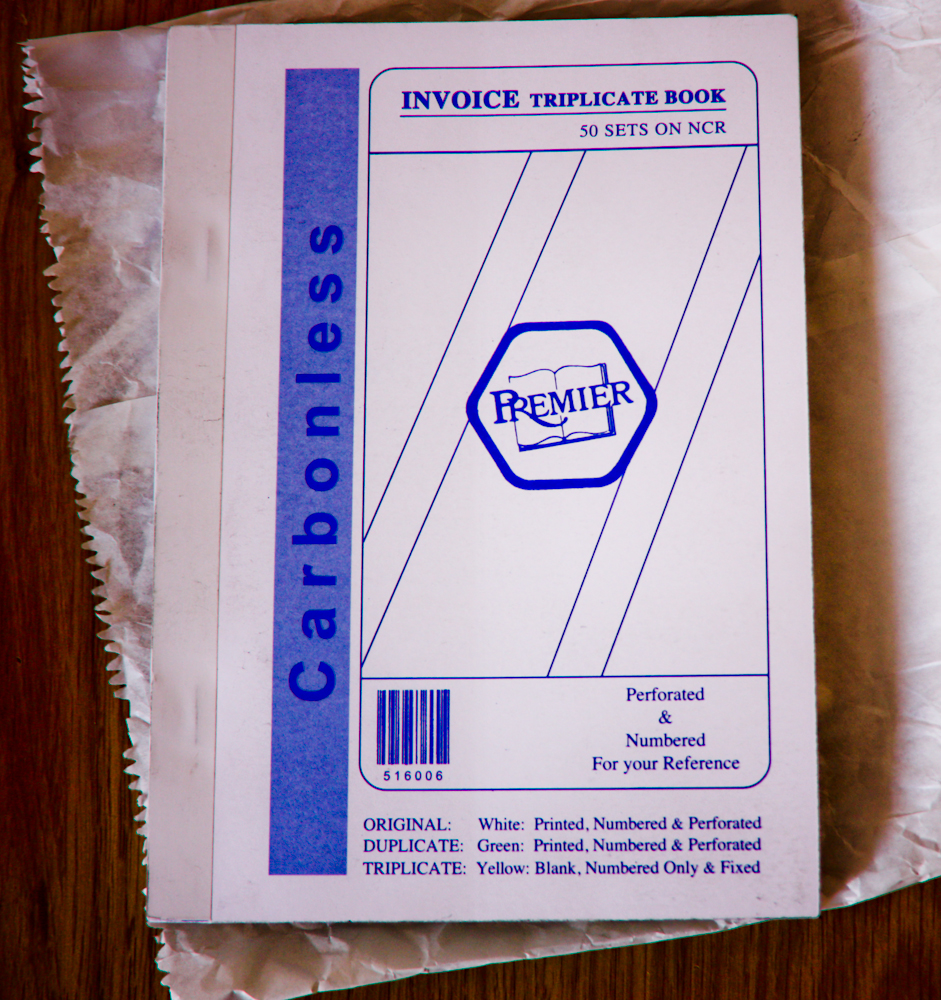 INVOICE TRIPLICATE BOOK
50 SETS ON NCR
Carbonless
PREMIER
516006
Perforated
&
Numbered
For your Reference
ORIGINAL: White: Printed, Numbered & Perforated
DUPLICATE: Green: Printed, Numbered & Perforated
TRIPLICATE: Yellow: Blank, Numbered Only & Fixed